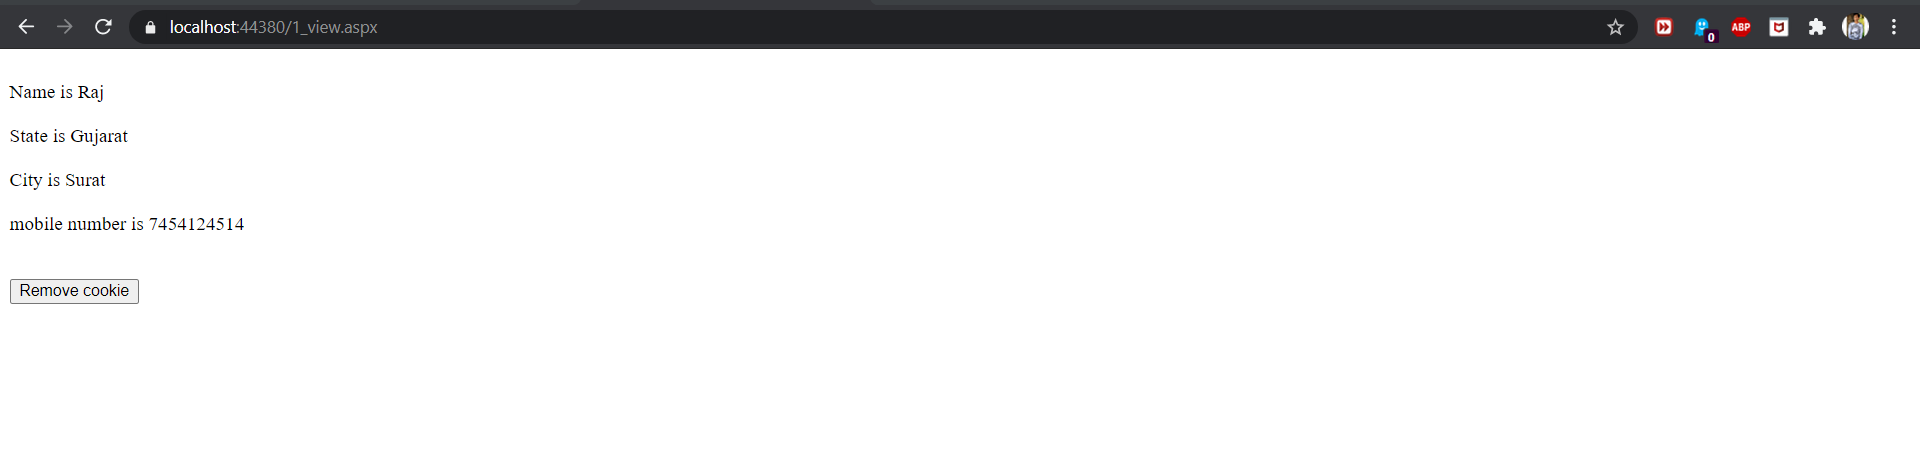 localhost:44380/1_view.aspx
0
ABP
Name is Raj
State is Gujarat
City is Surat
mobile number is 7454124514
Remove cookie